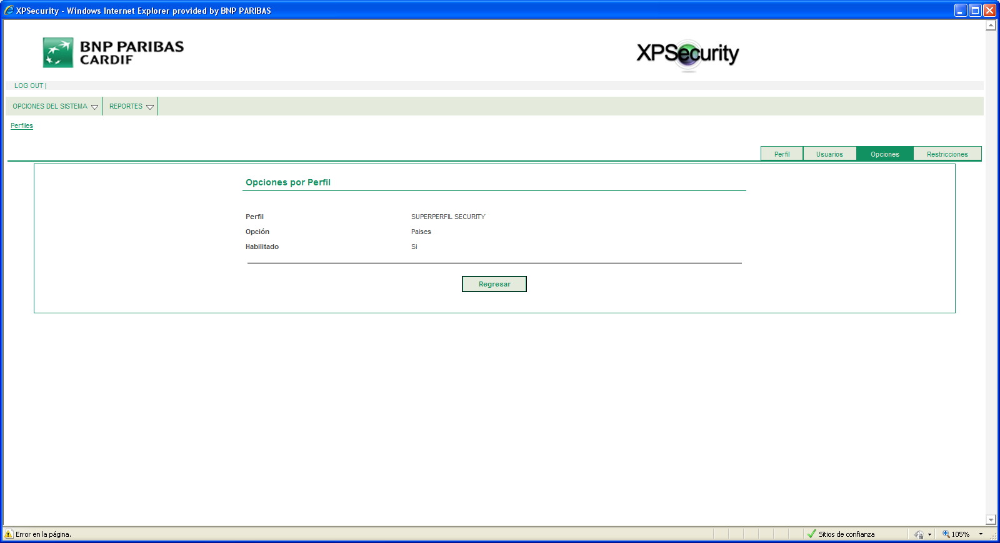 XPSecurity - Windows Internet Explorer provided by BNP PARIBAS
BNP PARIBAS
CARDIF
XPSecurity
LOG OUT |
OPCIONES DEL SISTEMA
REPORTES
Perfiles
Perfil
Usuarios
Opciones
Restricciones
Opciones por Perfil
Perfil SUPERPERFIL SECURITY
Opción Paises
Habilitado Si
Regresar
Error en la página.
Sitios de confianza
105%